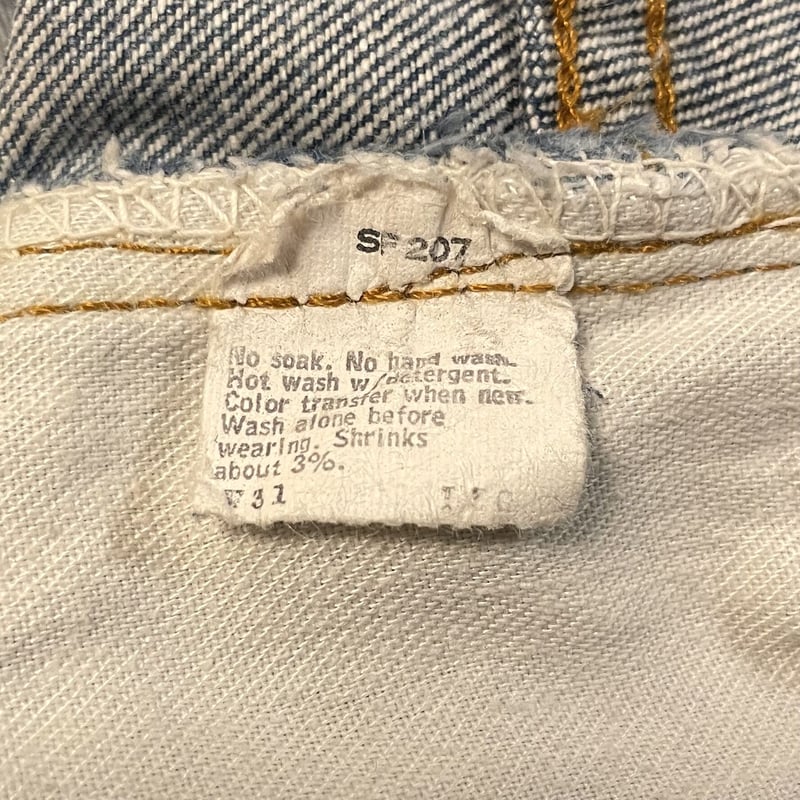 SF 207
No soak. No hand wash.
Hot wash w/detergent.
Color transfer when new.
Wash alone before
wearing. Shrinks
about 3%.
W31